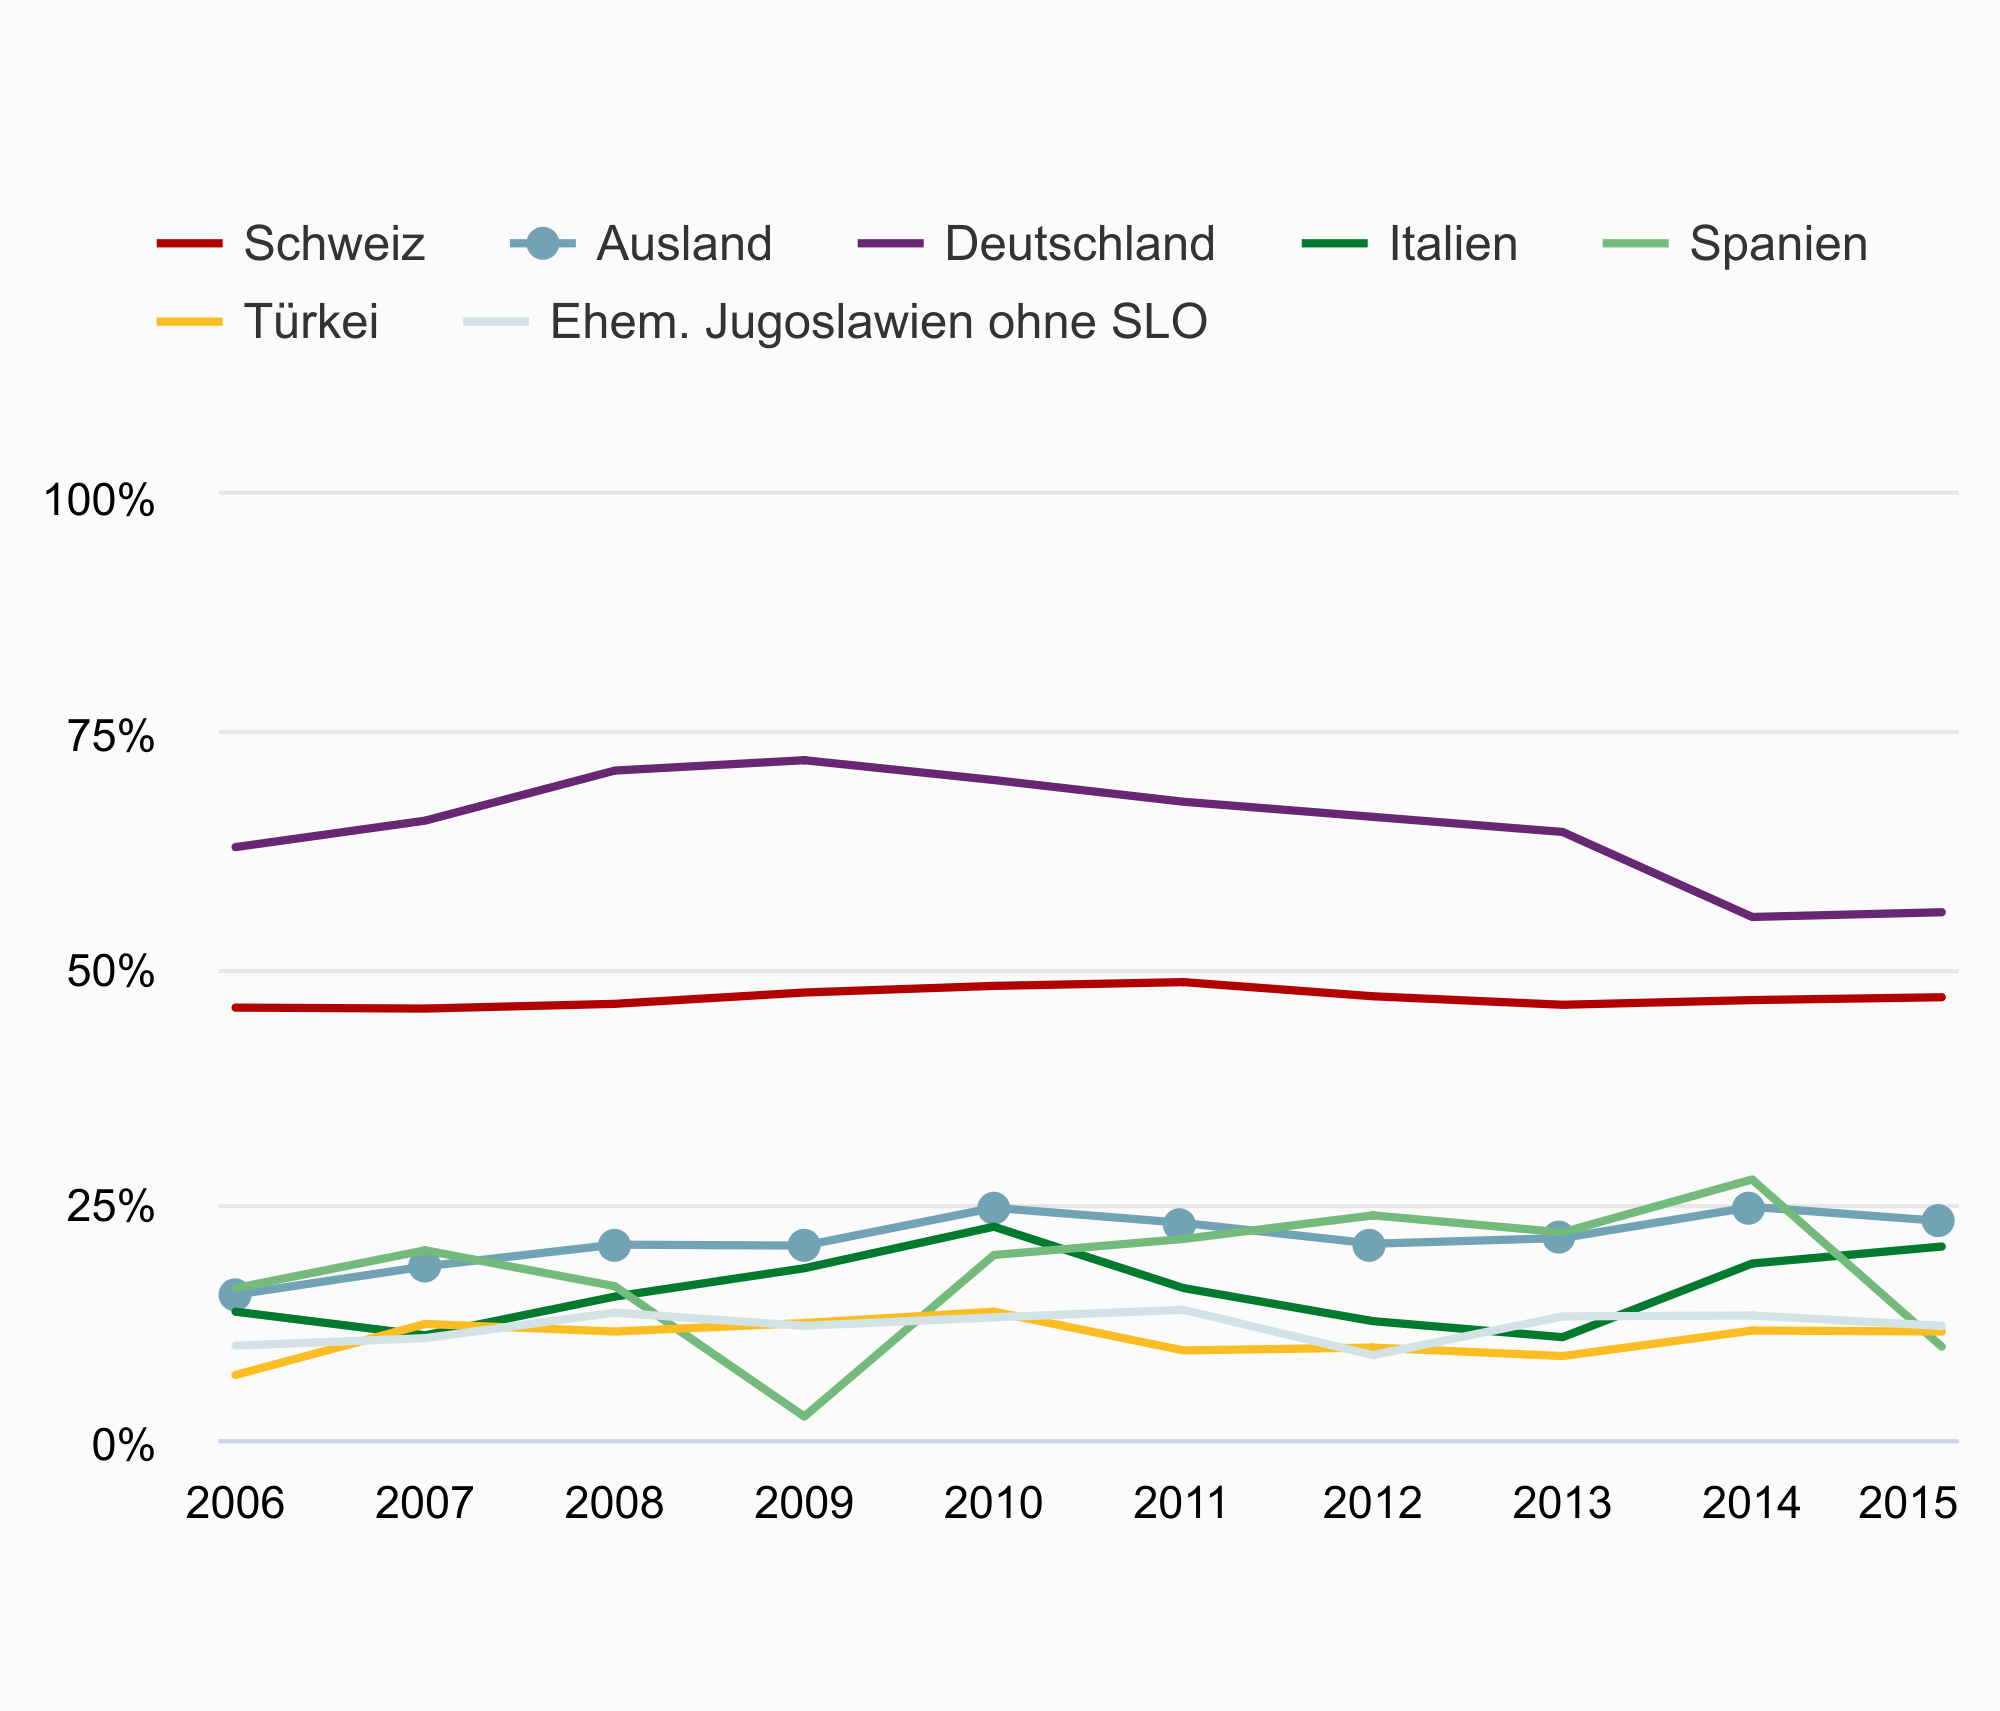 Schweiz Ausland Deutschland Italien Spanien
Türkei Ehem. Jugoslawien ohne SLO
100%
75%
50%
25%
0%
2006 2007 2008 2009 2010 2011 2012 2013 2014 2015